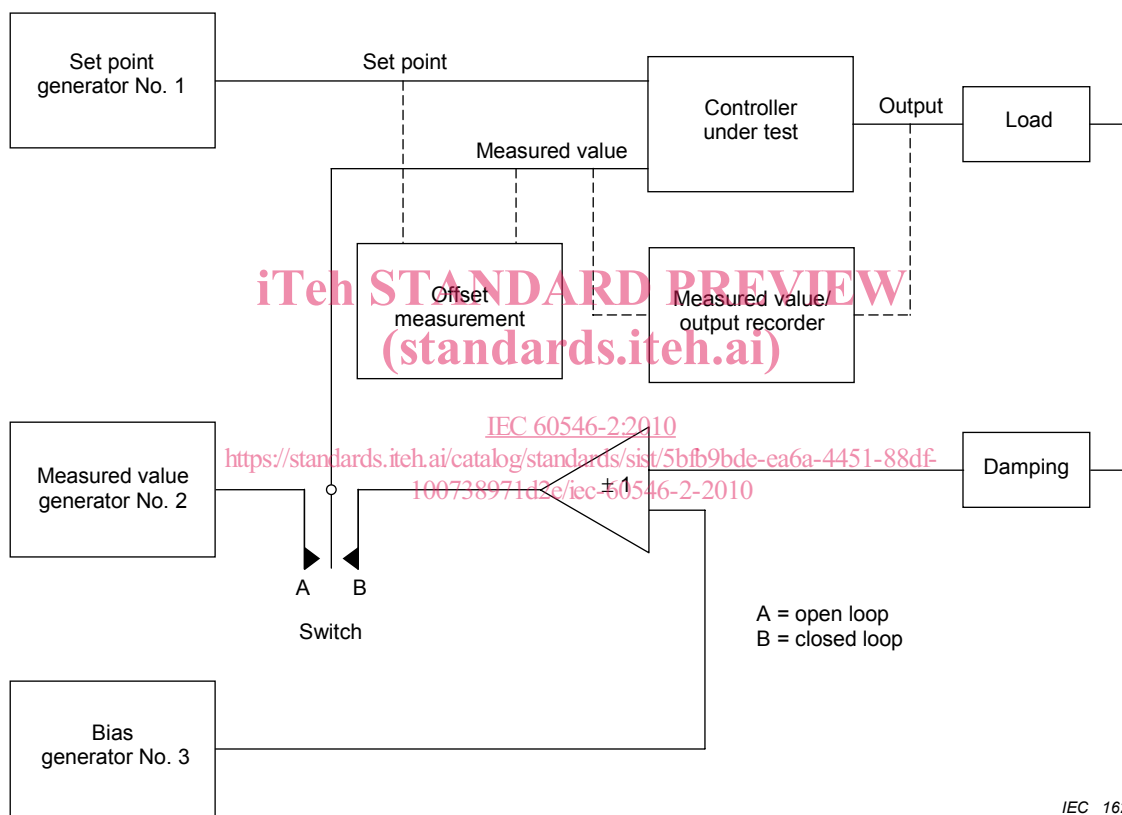 Set point
generator No. 1
Set point
Controller
under test
Output
Load
Measured value
Offset
measurement
Measured value/
output recorder
iTeh STANDARD PREVIEW
(standards.iteh.ai)
IEC 60546-2:2010
https://standards.iteh.ai/catalog/standards/sist/5bfb9bde-ea6a-4451-88df-
100738971d2e/iec-60546-2-2010
Measured value
generator No. 2
± 1
Damping
A
B
Switch
A = open loop
B = closed loop
Bias
generator No. 3
IEC 162